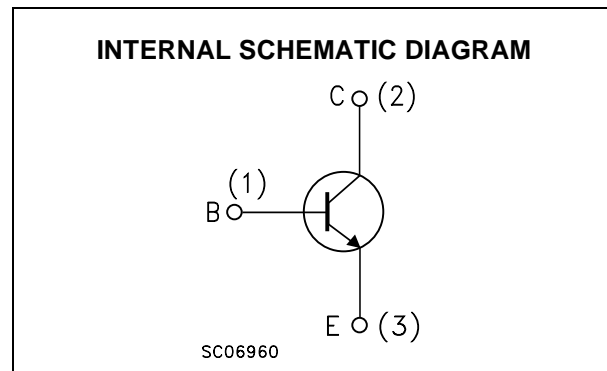 INTERNAL SCHEMATIC DIAGRAM
C (2)
(1)
B
E (3)
SC06960